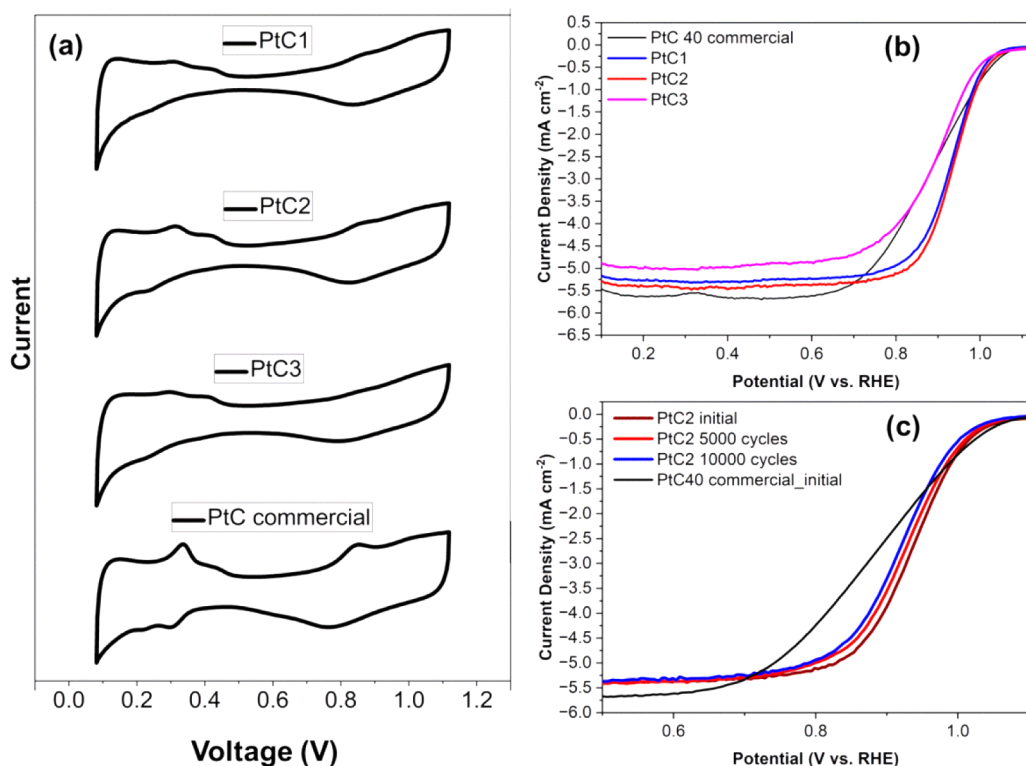 (a)
PtC1
PtC2
PtC3
PtC commercial
Current
0.0 0.2 0.4 0.6 0.8 1.0 1.2
Voltage (V)
(b)
PtC 40 commercial
PtC1
PtC2
PtC3
Current Density (mA cm⁻²)
0.5
0.0
−0.5
−1.0
−1.5
−2.0
−2.5
−3.0
−3.5
−4.0
−4.5
−5.0
−5.5
−6.0
−6.5
0.2 0.4 0.6 0.8 1.0
Potential (V vs. RHE)
(c)
PtC2 initial
PtC2 5000 cycles
PtC2 10000 cycles
PtC40 commercial_initial
Current Density (mA cm⁻²)
0.0
−0.5
−1.0
−1.5
−2.0
−2.5
−3.0
−3.5
−4.0
−4.5
−5.0
−5.5
−6.0
0.6 0.8 1.0
Potential (V vs. RHE)